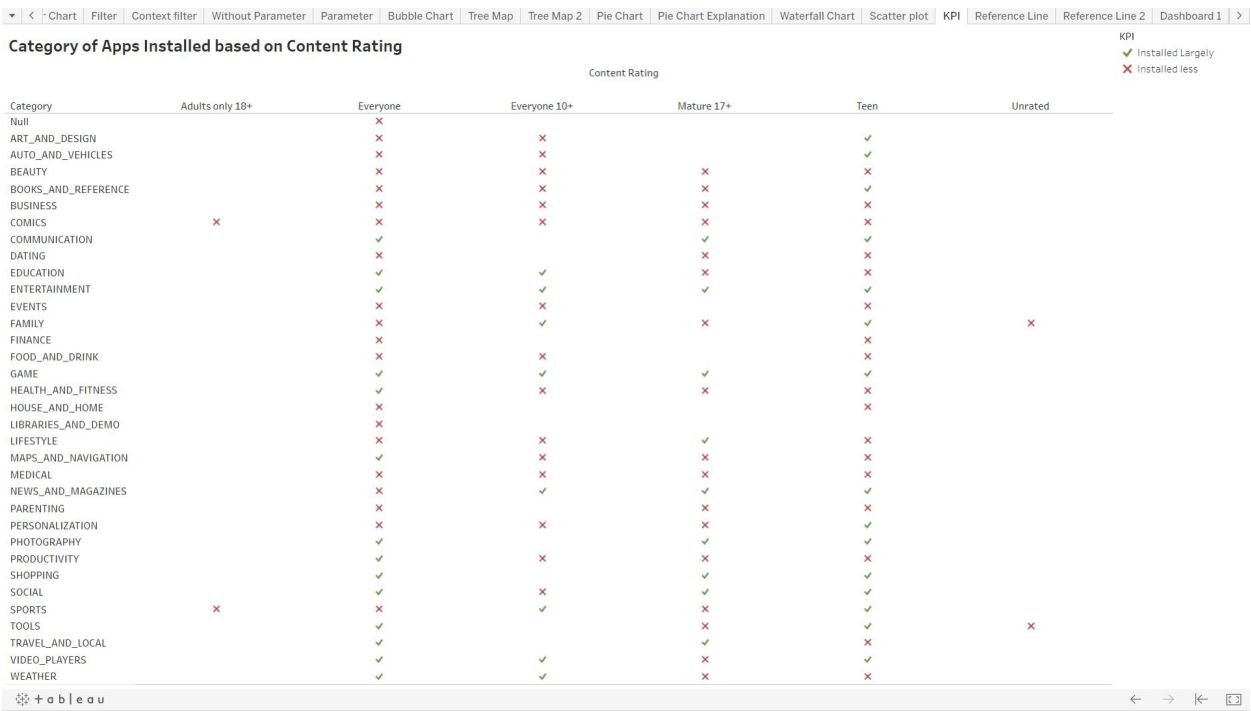 Chart Filter Context filter Without Parameter Parameter Bubble Chart Tree Map Tree Map 2 Pie Chart Pie Chart Explanation Waterfall Chart Scatter plot KPI Reference Line Reference Line 2 Dashboard 1
Category of Apps Installed based on Content Rating
KPI
Installed Largely
Installed less
Content Rating
Category Adults only 18+ Everyone Everyone 10+ Mature 17+ Teen Unrated
Null
ART_AND_DESIGN
AUTO_AND_VEHICLES
BEAUTY
BOOKS_AND_REFERENCE
BUSINESS
COMICS
COMMUNICATION
DATING
EDUCATION
ENTERTAINMENT
EVENTS
FAMILY
FINANCE
FOOD_AND_DRINK
GAME
HEALTH_AND_FITNESS
HOUSE_AND_HOME
LIBRARIES_AND_DEMO
LIFESTYLE
MAPS_AND_NAVIGATION
MEDICAL
NEWS_AND_MAGAZINES
PARENTING
PERSONALIZATION
PHOTOGRAPHY
PRODUCTIVITY
SHOPPING
SOCIAL
SPORTS
TOOLS
TRAVEL_AND_LOCAL
VIDEO_PLAYERS
WEATHER
tableau